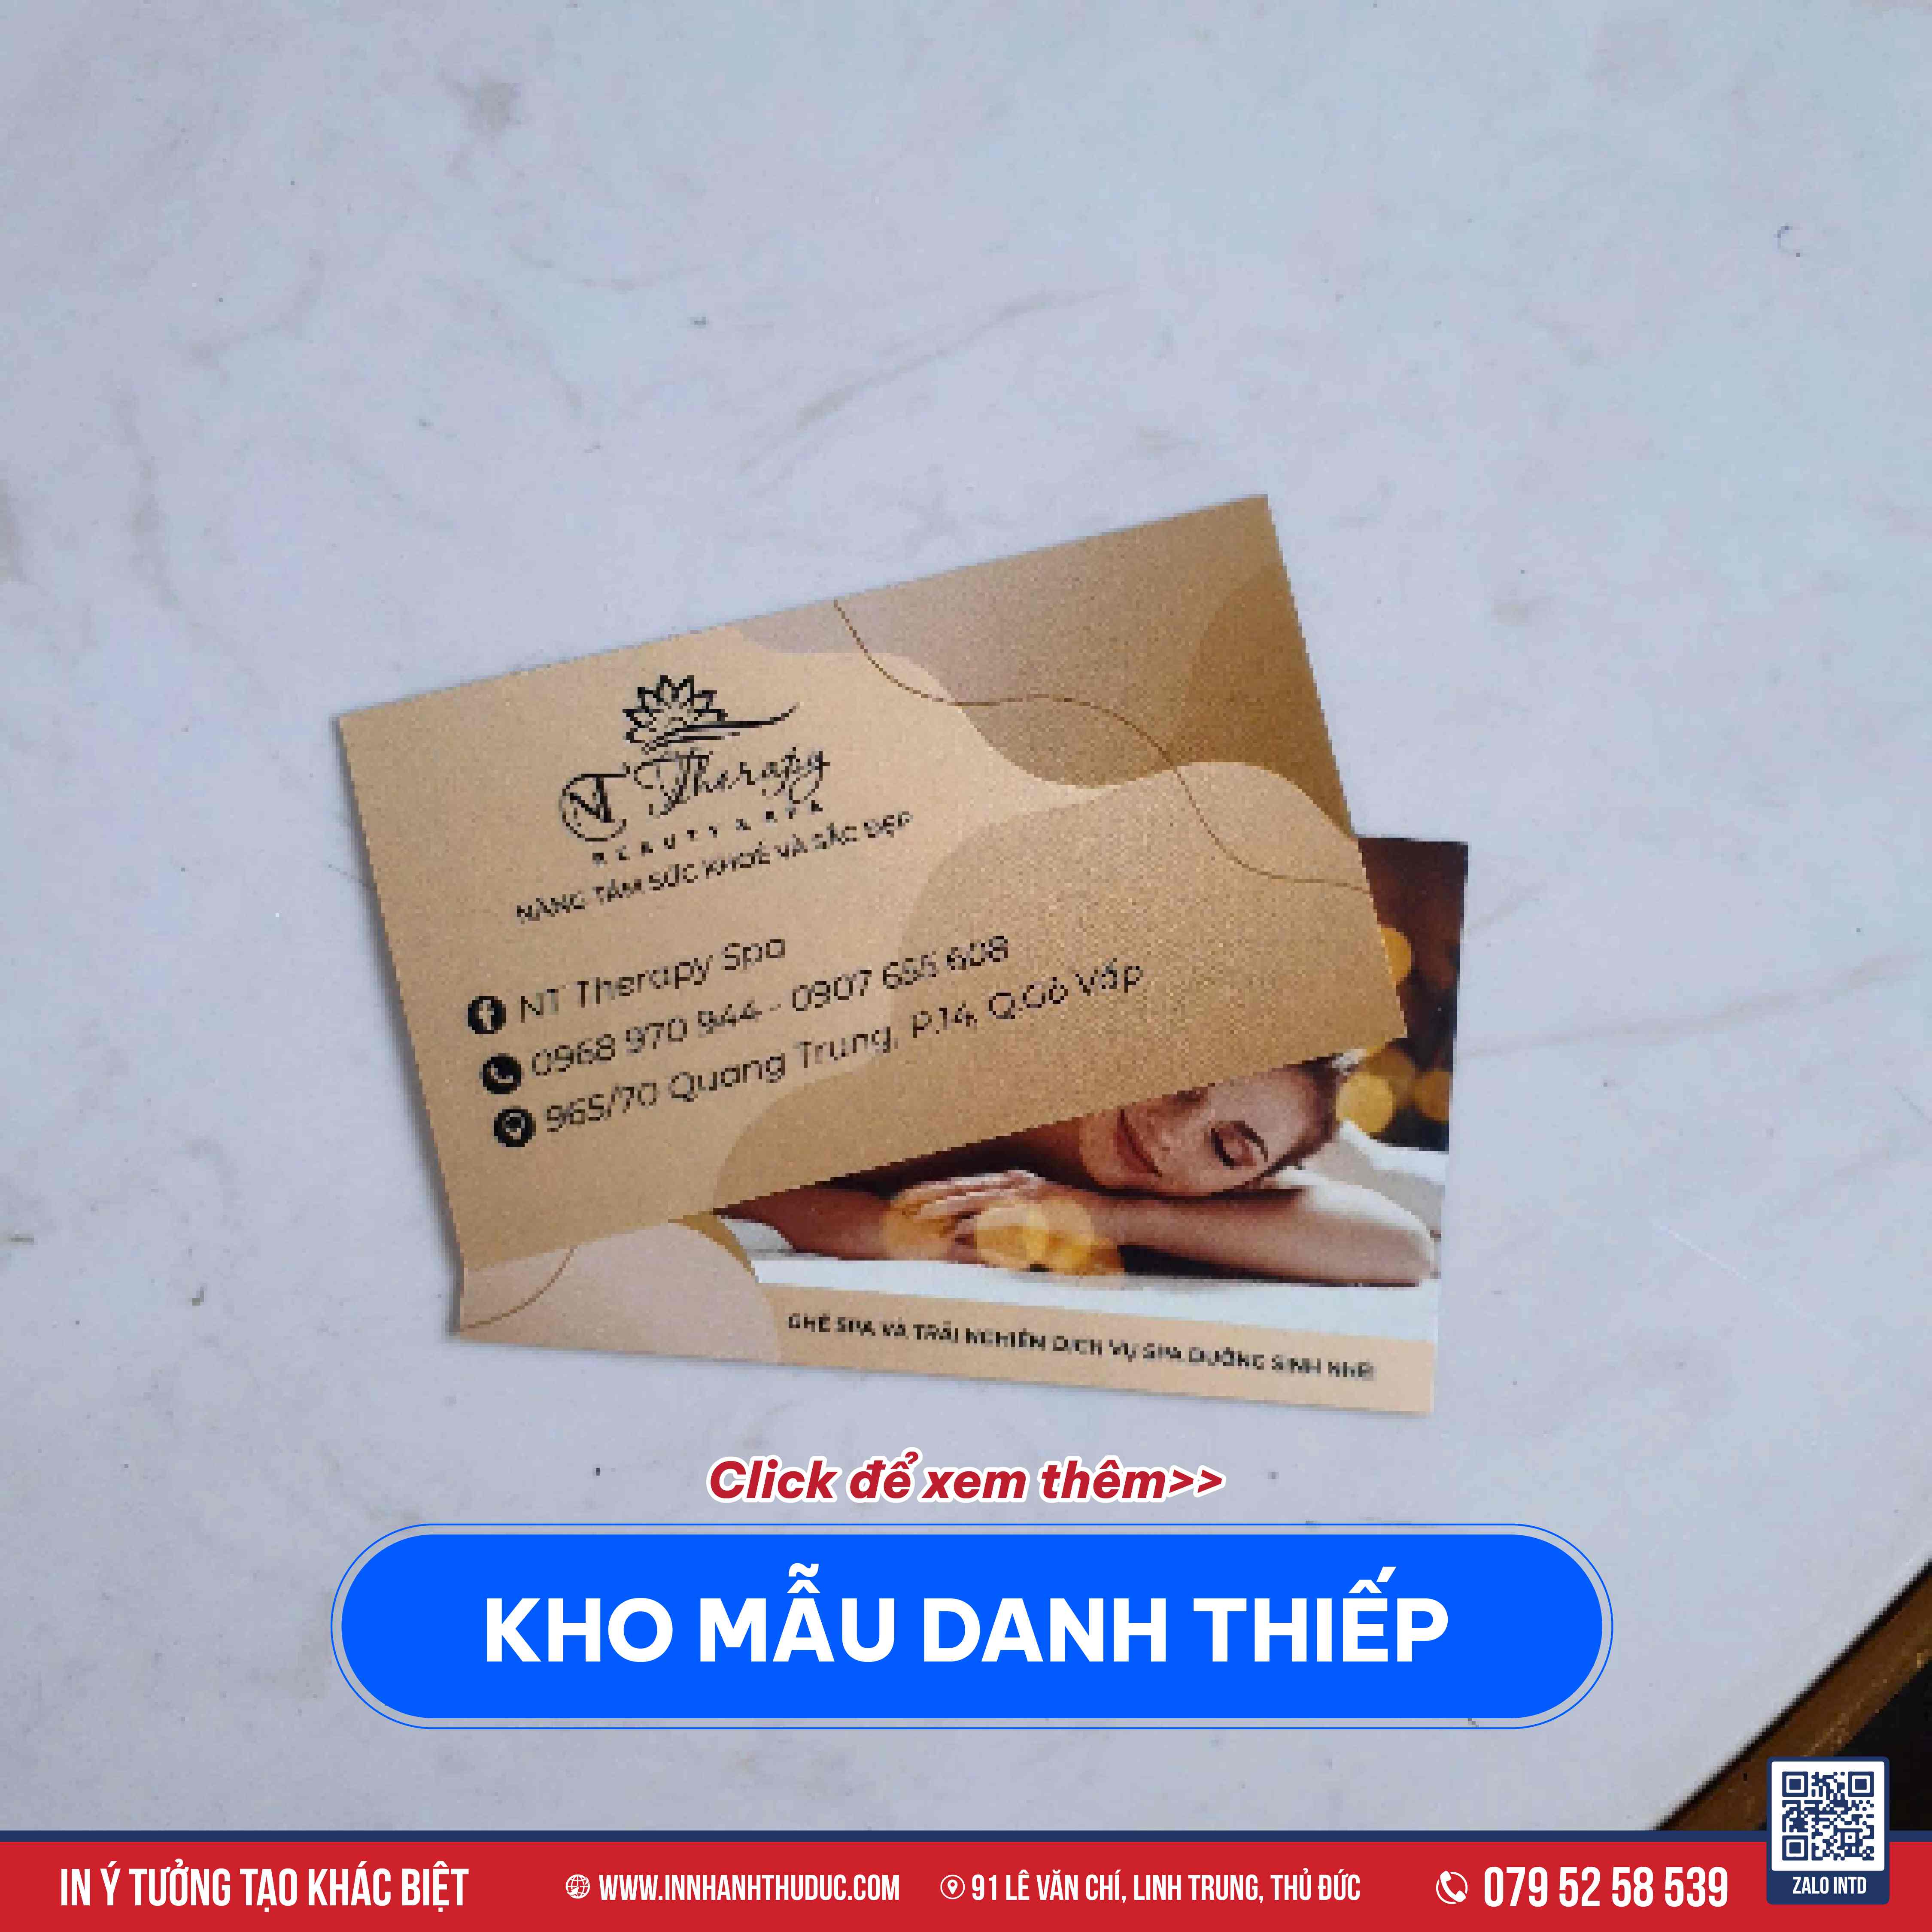 NT Therapy
BEAUTY & SPA
NÂNG TẦM SỨC KHOẺ VÀ SẮC ĐẸP
NT Therapy Spa
0968 970 944 - 0907 655 608
965/70 Quang Trung, P.14, Q.Gò Vấp
GHÉ SPA VÀ TRẢI NGHIỆM DỊCH VỤ SPA DƯỠNG SINH NHÉ!
Click để xem thêm>>
KHO MẪU DANH THIẾP
IN Ý TƯỞNG TẠO KHÁC BIỆT
WWW.INNHANHTHUDUC.COM
91 LÊ VĂN CHÍ, LINH TRUNG, THỦ ĐỨC
079 52 58 539
ZALO INTD